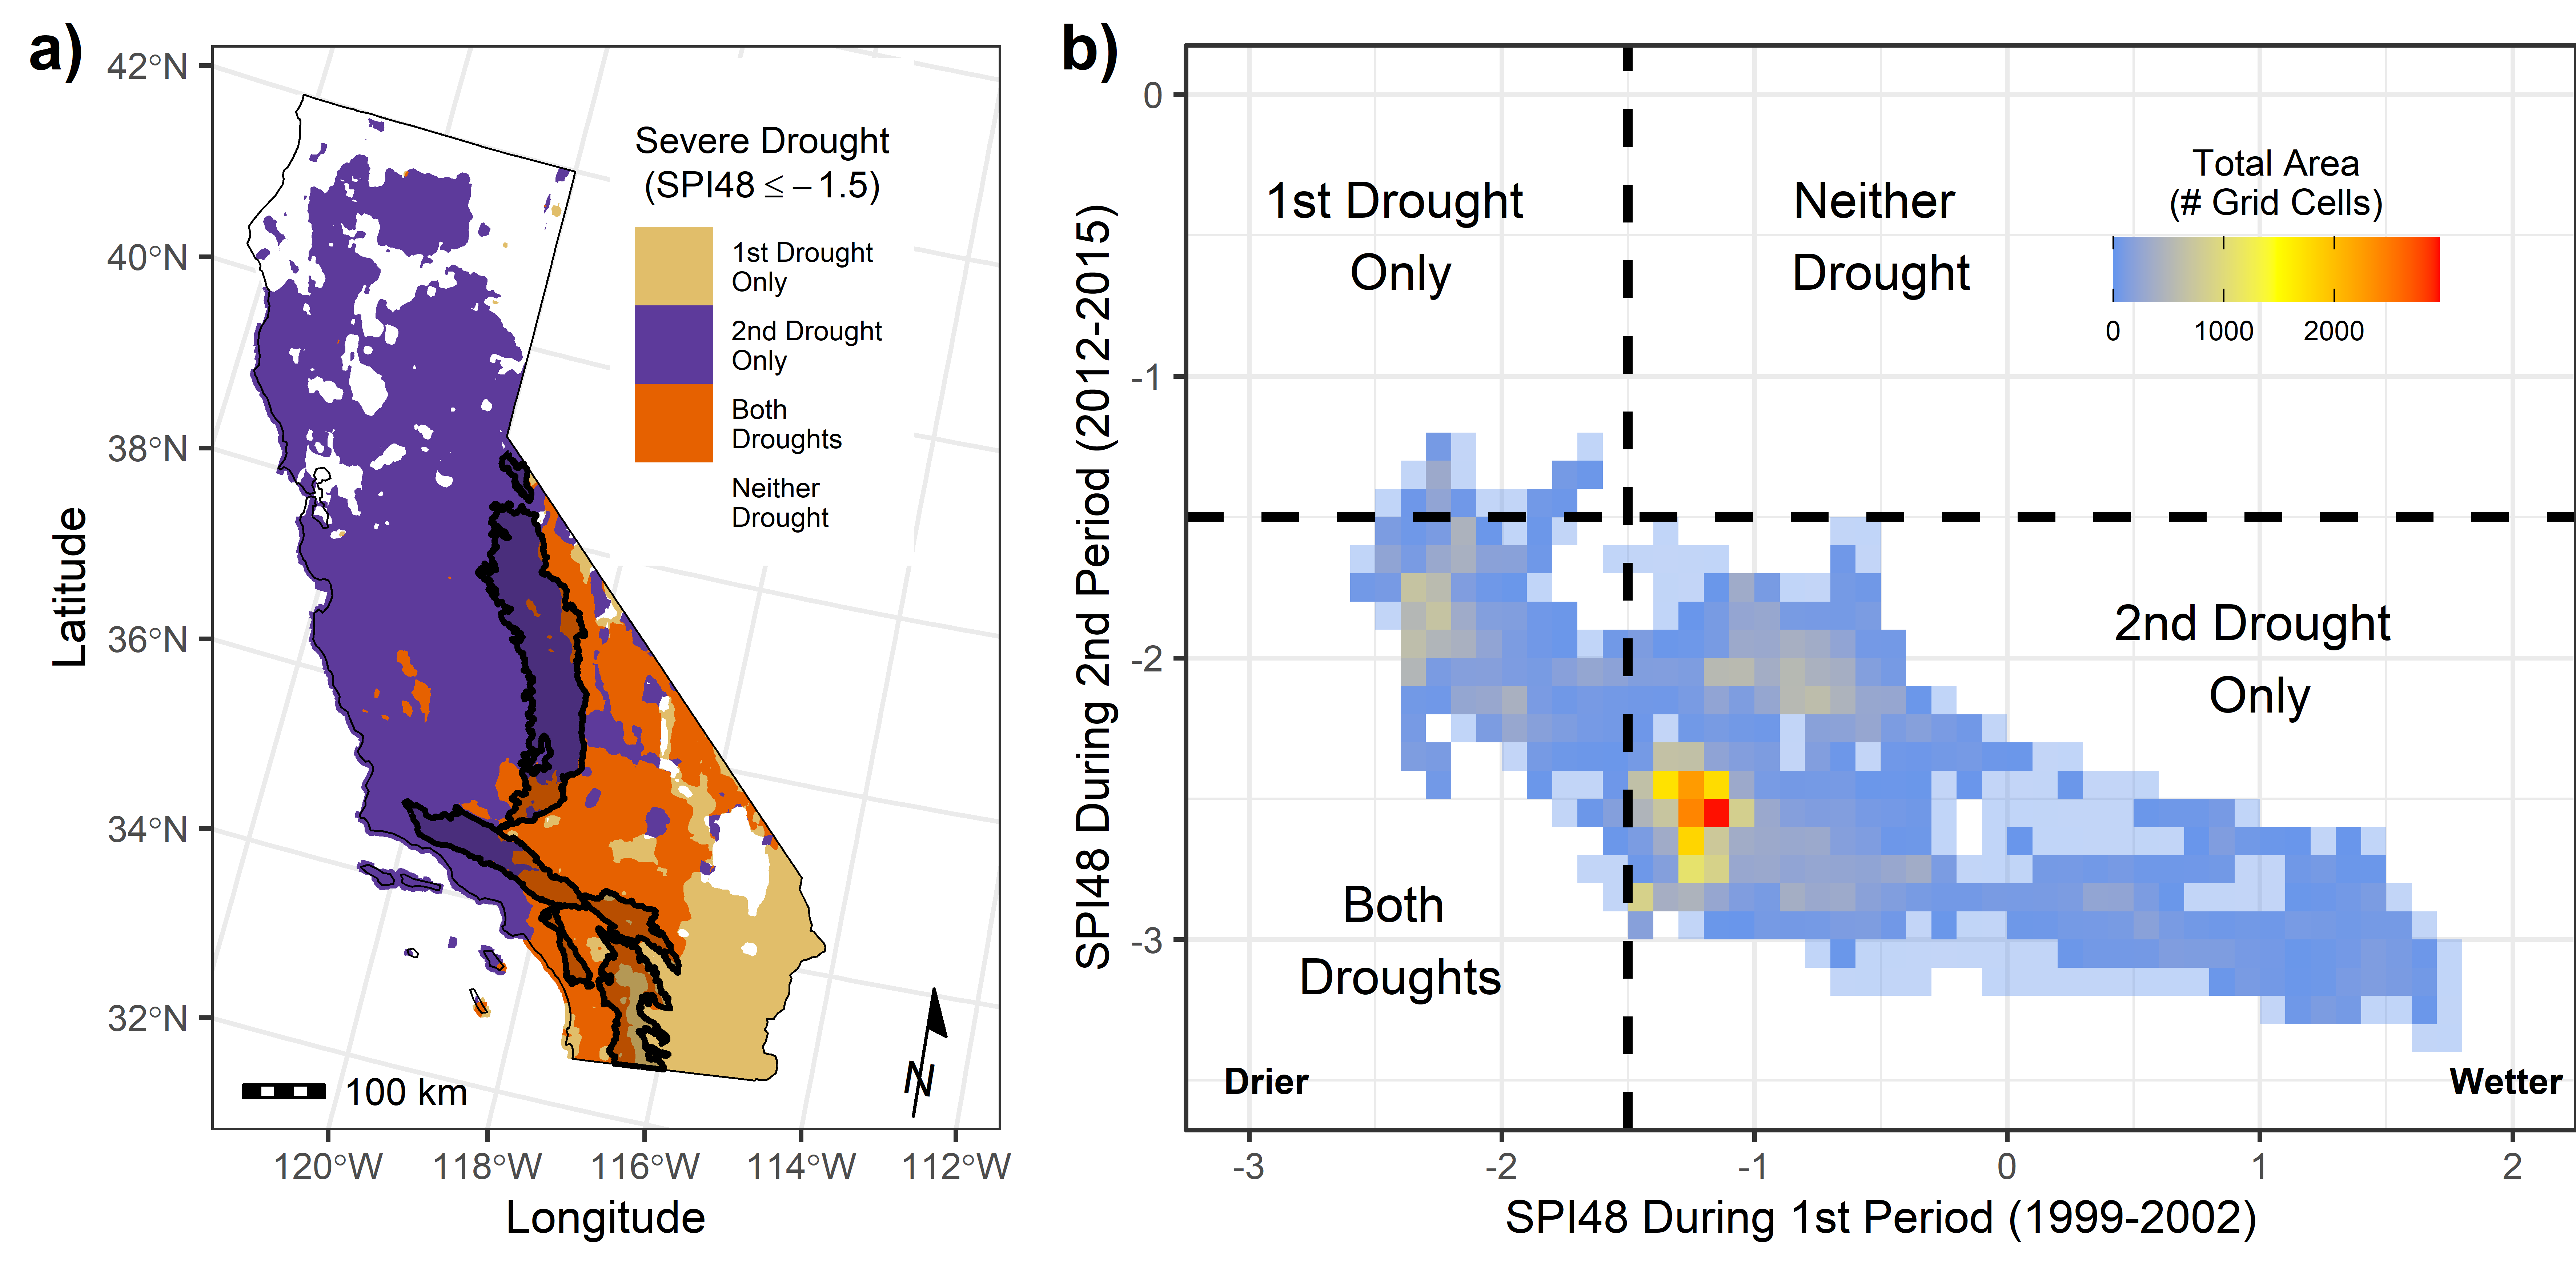 a)
42°N
40°N
38°N
36°N
34°N
32°N
Latitude
Severe Drought
(SPI48 ≤ −1.5)
1st Drought
Only
2nd Drought
Only
Both
Droughts
Neither
Drought
100 km
N
120°W
118°W
116°W
114°W
112°W
Longitude
b)
0
-1
-2
-3
SPI48 During 2nd Period (2012-2015)
1st Drought
Only
Neither
Drought
Total Area
(# Grid Cells)
0
1000
2000
2nd Drought
Only
Both
Droughts
Drier
Wetter
-3
-2
-1
0
1
2
SPI48 During 1st Period (1999-2002)